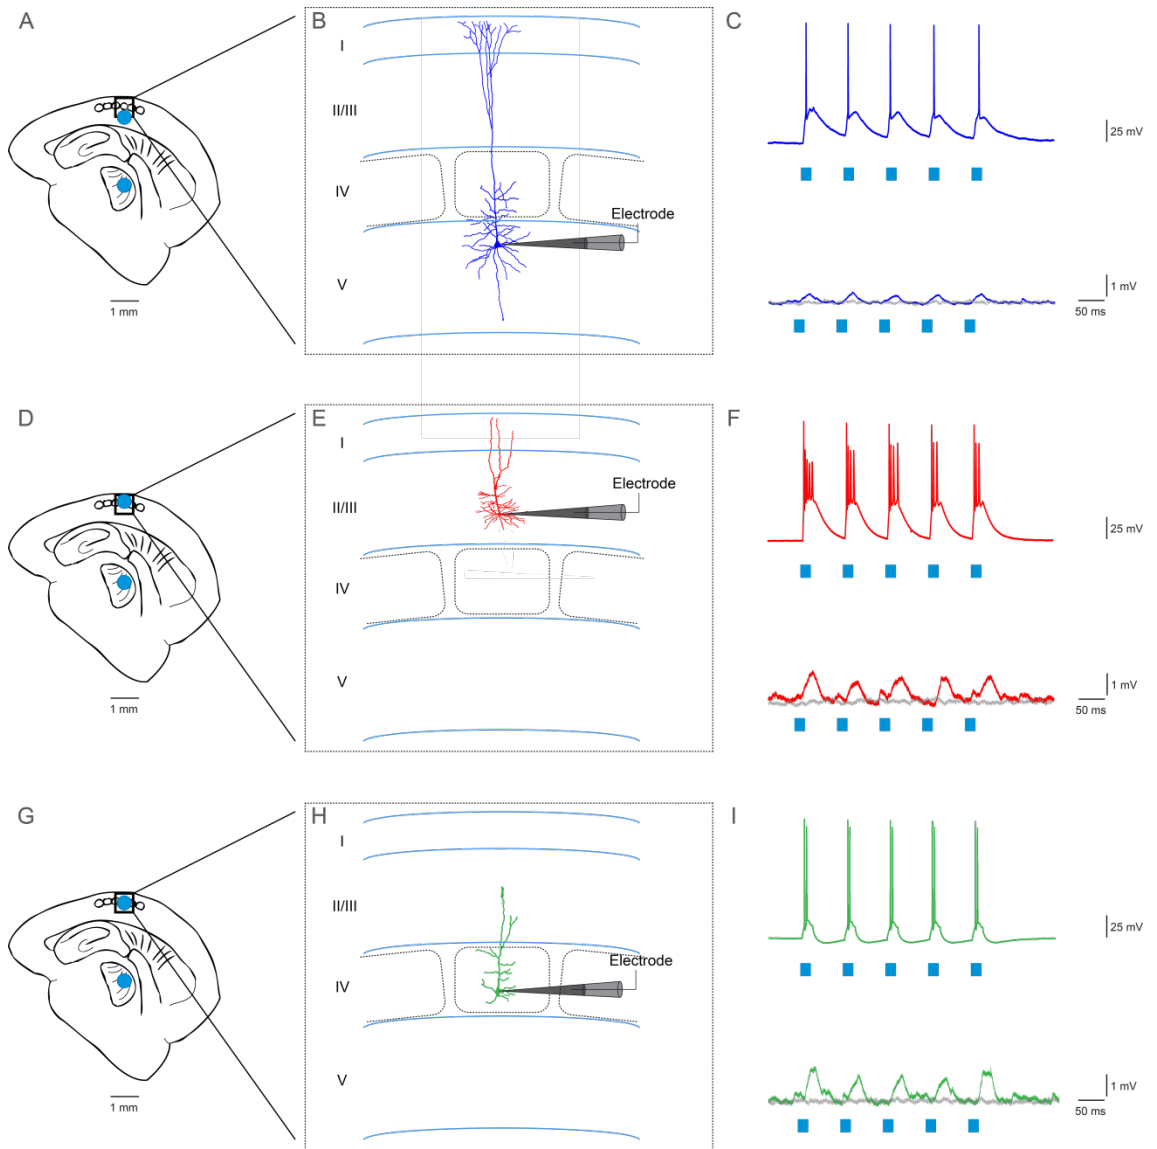 A
B
C
I
II/III
IV
V
Electrode
1 mm
25 mV
1 mV
50 ms
D
E
F
I
II/III
IV
V
Electrode
1 mm
25 mV
1 mV
50 ms
G
H
I
I
II/III
IV
V
Electrode
1 mm
25 mV
1 mV
50 ms